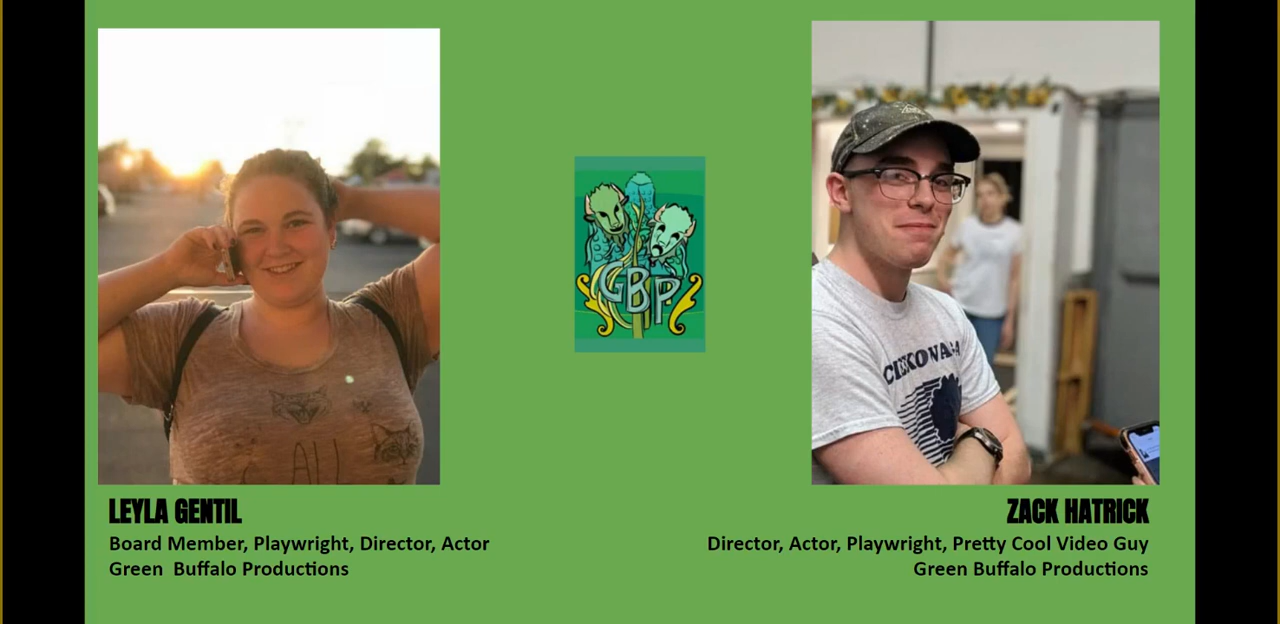 GBP
ALL
LEYLA GENTIL
Board Member, Playwright, Director, Actor
Green  Buffalo Productions
ZACK HATRICK
Director, Actor, Playwright, Pretty Cool Video Guy
Green Buffalo Productions